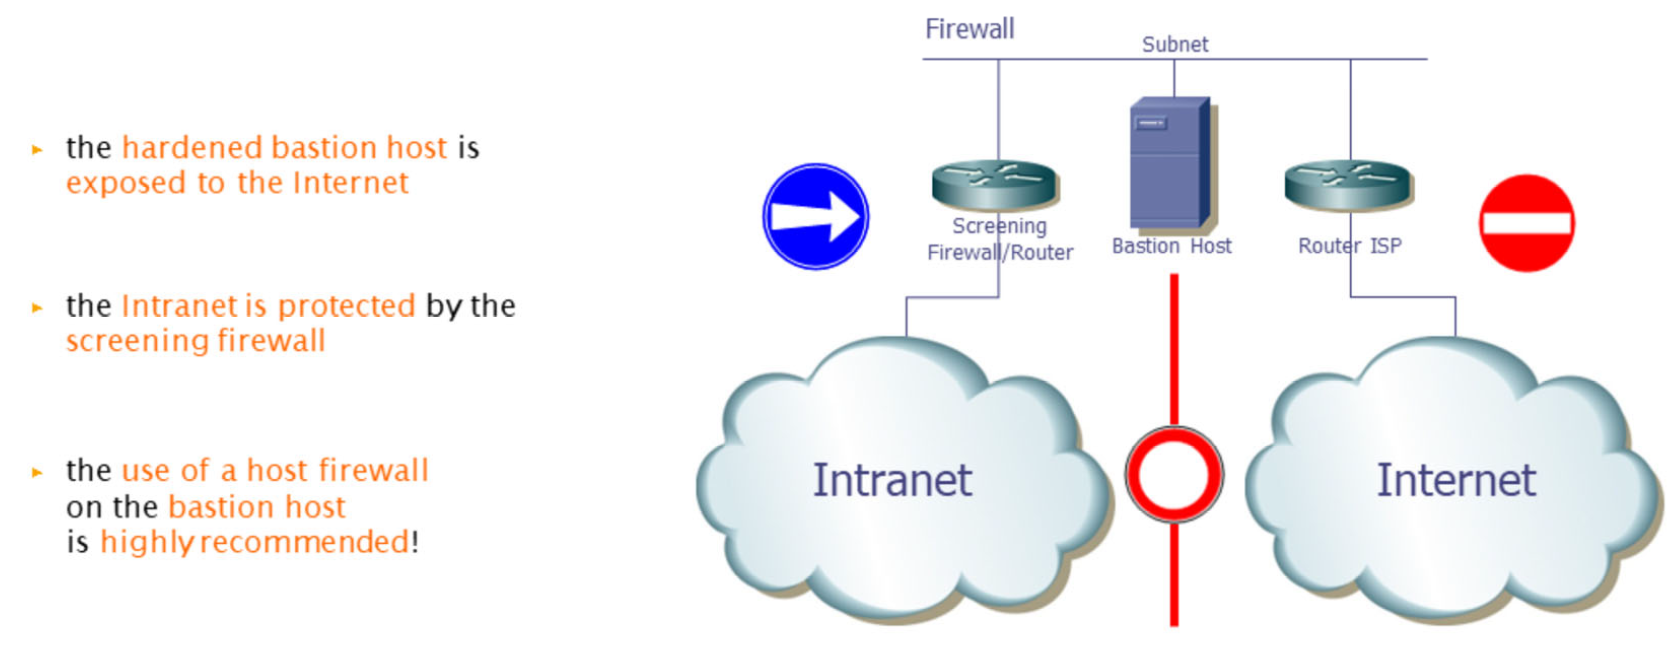 the hardened bastion host is
exposed to the Internet
the Intranet is protected by the
screening firewall
the use of a host firewall
on the bastion host
is highly recommended!
Firewall
Subnet
Screening
Firewall/Router
Bastion Host
Router ISP
Intranet
Internet